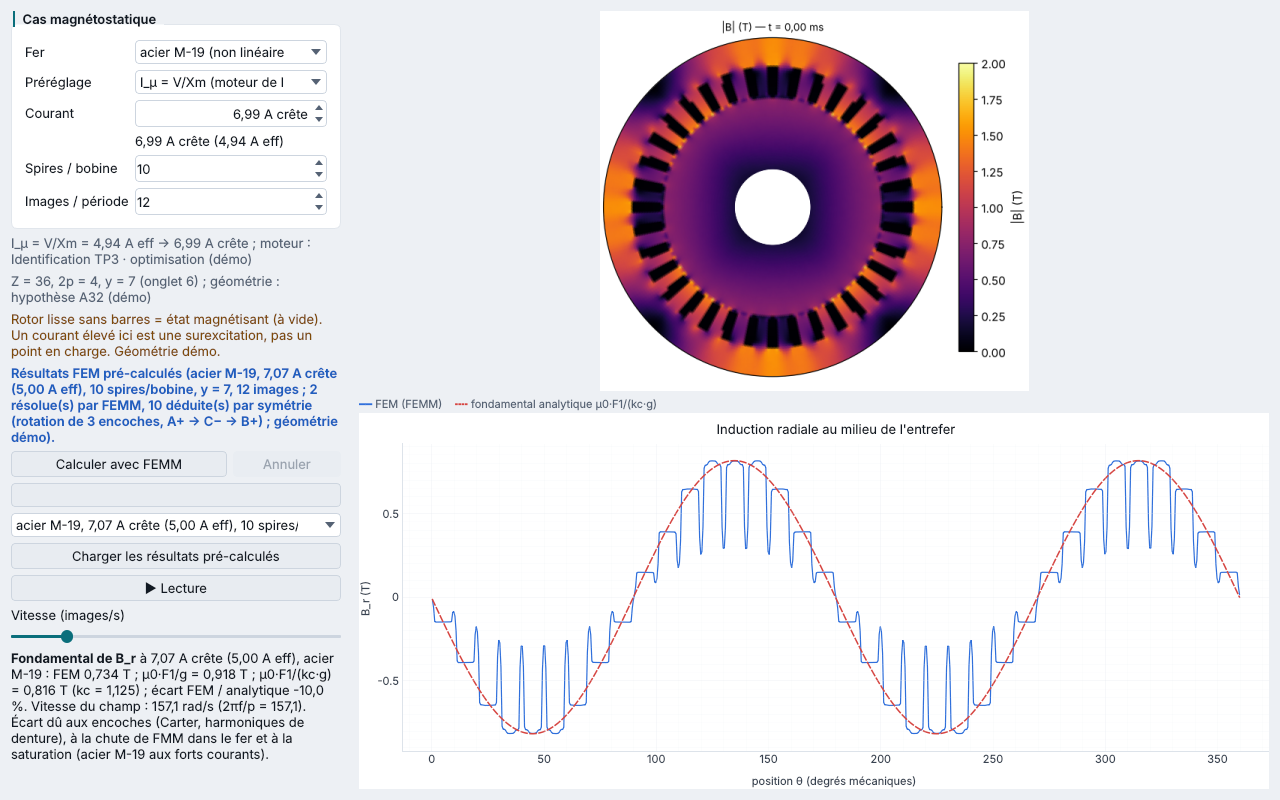 Cas magnétostatique
Fer
acier M-19 (non linéaire
Préréglage
I_μ = V/Xm (moteur de l
Courant
6,99 A crête
6,99 A crête (4,94 A eff)
Spires / bobine
10
Images / période
12
I_μ = V/Xm = 4,94 A eff → 6,99 A crête ; moteur :
Identification TP3 · optimisation (démo)
Z = 36, 2p = 4, y = 7 (onglet 6) ; géométrie :
hypothèse A32 (démo)
Rotor lisse sans barres = état magnétisant (à vide).
Un courant élevé ici est une surexcitation, pas un
point en charge. Géométrie démo.
Résultats FEM pré-calculés (acier M-19, 7,07 A crête
(5,00 A eff), 10 spires/bobine, y = 7, 12 images ; 2
résolue(s) par FEMM, 10 déduite(s) par symétrie
(rotation de 3 encoches, A+ → C− → B+) ; géométrie
démo).
Calculer avec FEMM
Annuler
acier M-19, 7,07 A crête (5,00 A eff), 10 spires/
Charger les résultats pré-calculés
▶ Lecture
Vitesse (images/s)
Fondamental de B_r à 7,07 A crête (5,00 A eff), acier
M-19 : FEM 0,734 T ; μ0·F1/g = 0,918 T ; μ0·F1/(kc·g)
= 0,816 T (kc = 1,125) ; écart FEM / analytique -10,0
%. Vitesse du champ : 157,1 rad/s (2πf/p = 157,1).
Écart dû aux encoches (Carter, harmoniques de
denture), à la chute de FMM dans le fer et à la
saturation (acier M-19 aux forts courants).
|B| (T) — t = 0,00 ms
2.00
1.75
1.50
1.25
1.00
0.75
0.50
0.25
0.00
|B| (T)
FEM (FEMM)
fondamental analytique μ0·F1/(kc·g)
Induction radiale au milieu de l'entrefer
B_r (T)
0.5
0
-0.5
0
50
100
150
200
250
300
350
position θ (degrés mécaniques)